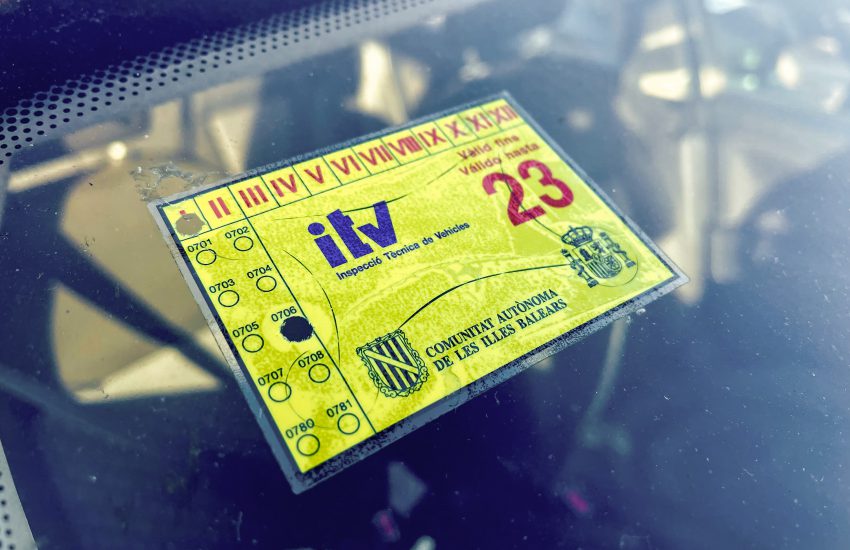 I II III IV V VI VII VIII IX X XI XII
Vàlid fins
Válido hasta
23
itv
Inspecció Tècnica de Vehicles
0701 0702
0703 0704
0705 0706
0707 0708
0780 0781
COMUNITAT AUTÒNOMA
DE LES ILLES BALEARS